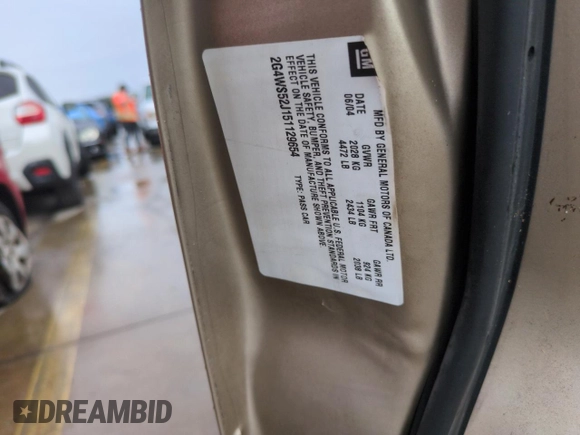 GM
MFD BY GENERAL MOTORS OF CANADA LTD.
DATE GVWR GAWR FRT GAWR RR
06/04 2028 KG 1104 KG 924 KG
4472 LB 2434 LB 2038 LB
THIS VEHICLE CONFORMS TO ALL APPLICABLE U.S. FEDERAL MOTOR
VEHICLE SAFETY, BUMPER, AND THEFT PREVENTION STANDARDS IN
EFFECT ON THE DATE OF MANUFACTURE SHOWN ABOVE.
2G4WS52J151129654 TYPE: PASS CAR
DREAMBID